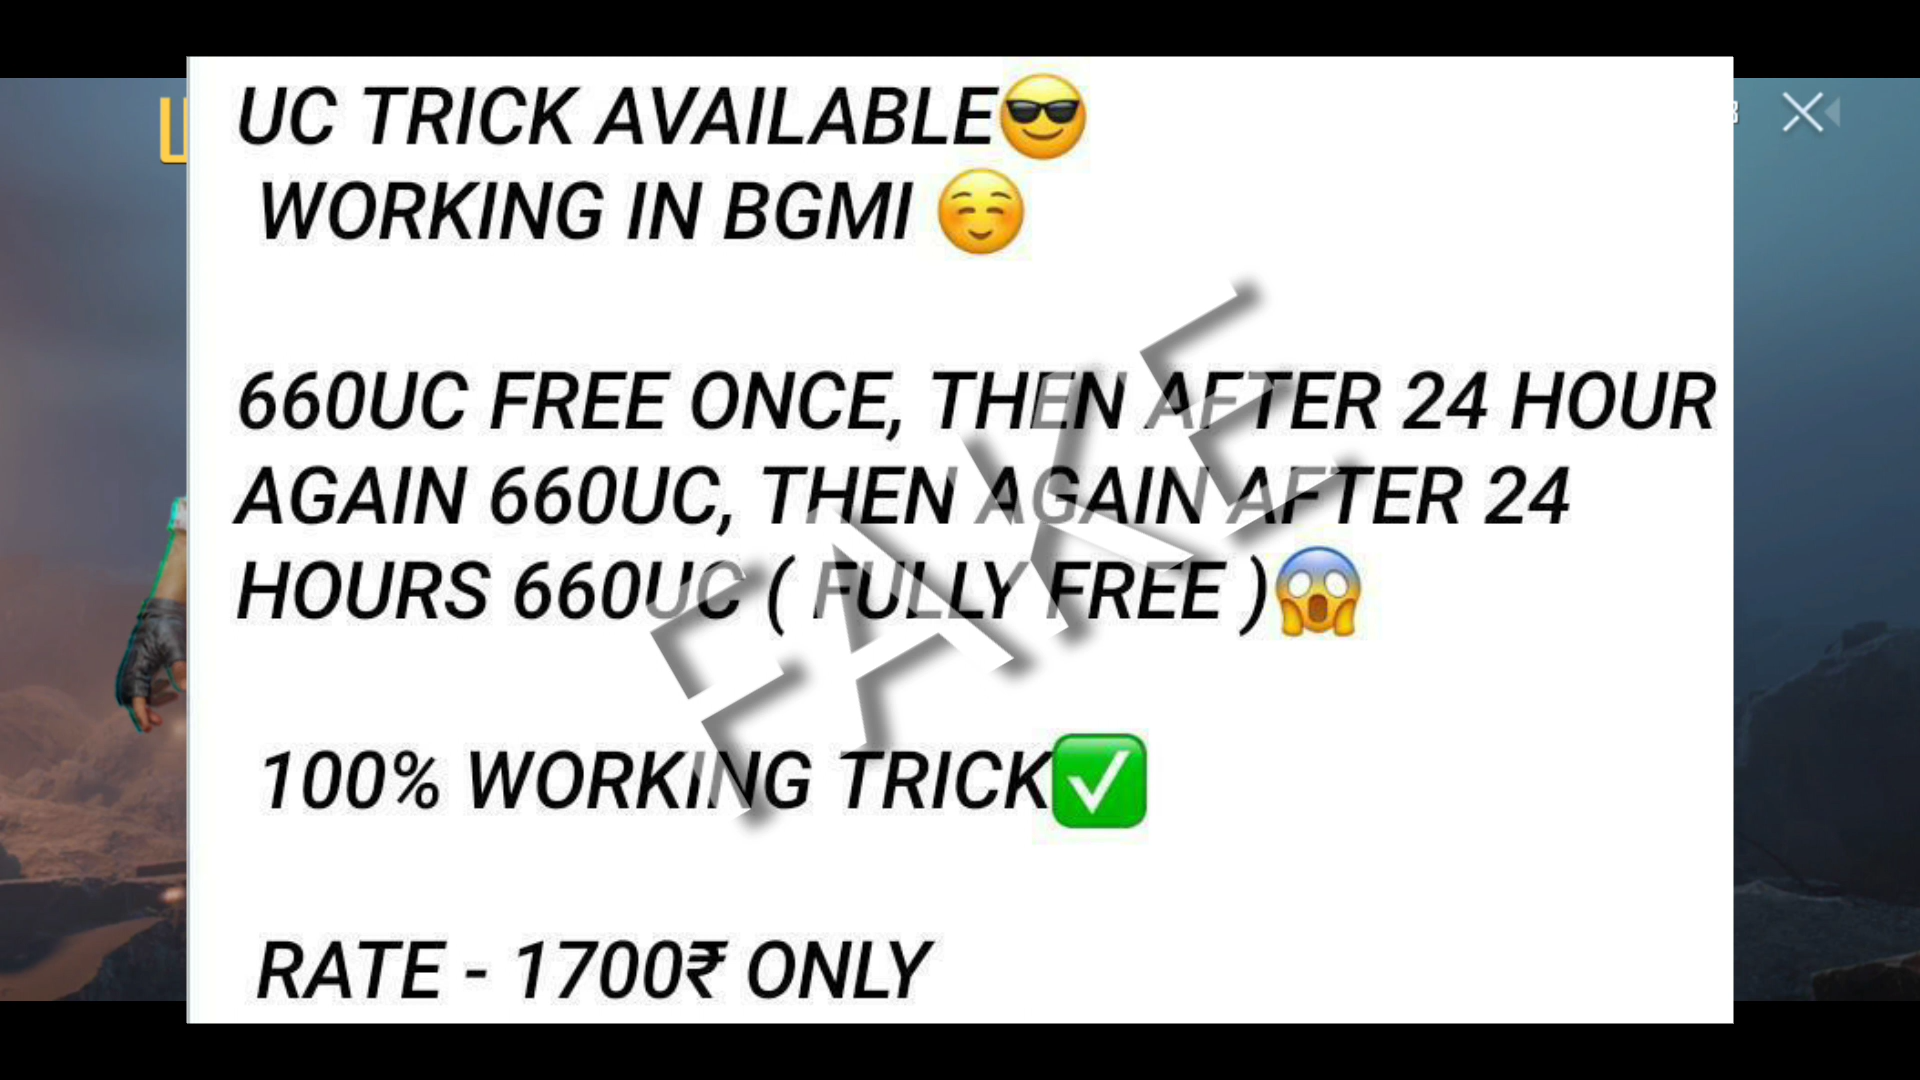 UC TRICK AVAILABLE😎
WORKING IN BGMI ☺️
660UC FREE ONCE, THEN AFTER 24 HOUR
AGAIN 660UC, THEN AGAIN AFTER 24
HOURS 660UC ( FULLY FREE )😱
FAKE
100% WORKING TRICK✅
RATE - 1700₹ ONLY